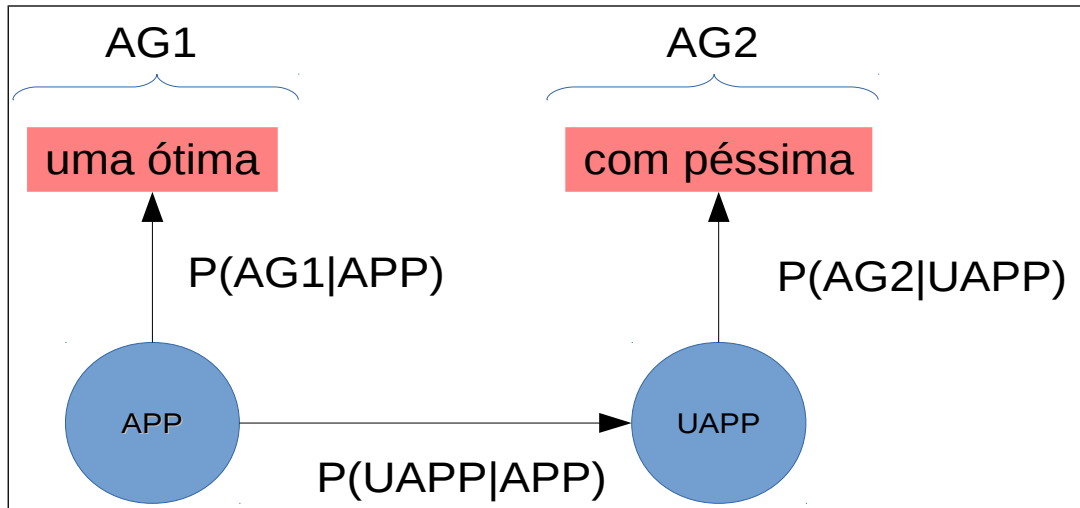 AG1
AG2
uma ótima
com péssima
P(AG1|APP)
P(AG2|UAPP)
APP
UAPP
P(UAPP|APP)